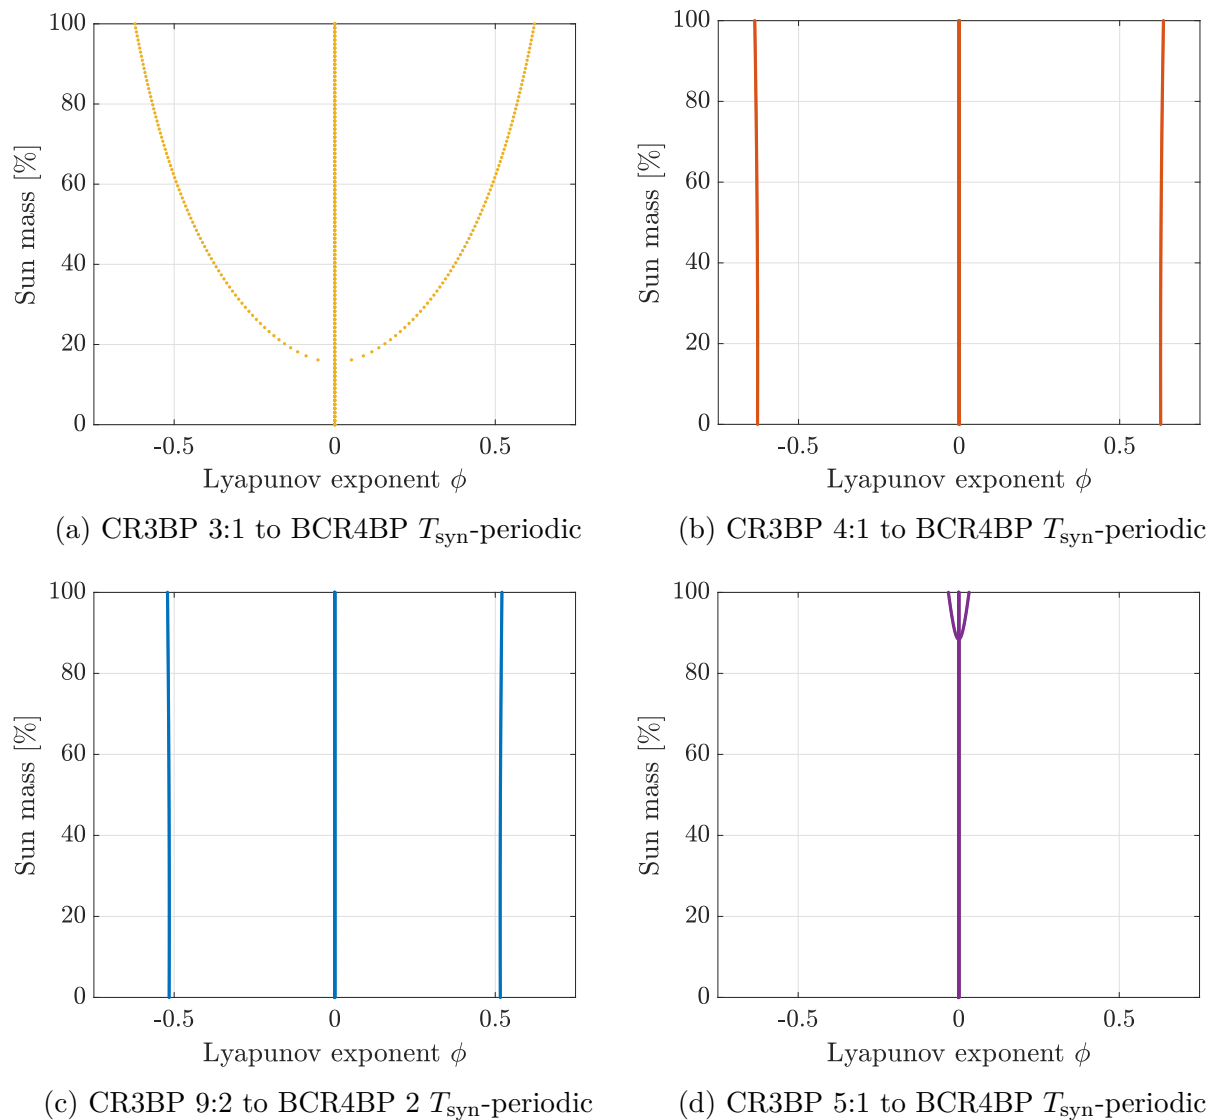 100
80
60
40
20
0
Sun mass [%]
-0.5 0 0.5
Lyapunov exponent ϕ
(a) CR3BP 3:1 to BCR4BP T_syn-periodic
100
80
60
40
20
0
Sun mass [%]
-0.5 0 0.5
Lyapunov exponent ϕ
(b) CR3BP 4:1 to BCR4BP T_syn-periodic
100
80
60
40
20
0
Sun mass [%]
-0.5 0 0.5
Lyapunov exponent ϕ
(c) CR3BP 9:2 to BCR4BP 2 T_syn-periodic
100
80
60
40
20
0
Sun mass [%]
-0.5 0 0.5
Lyapunov exponent ϕ
(d) CR3BP 5:1 to BCR4BP T_syn-periodic